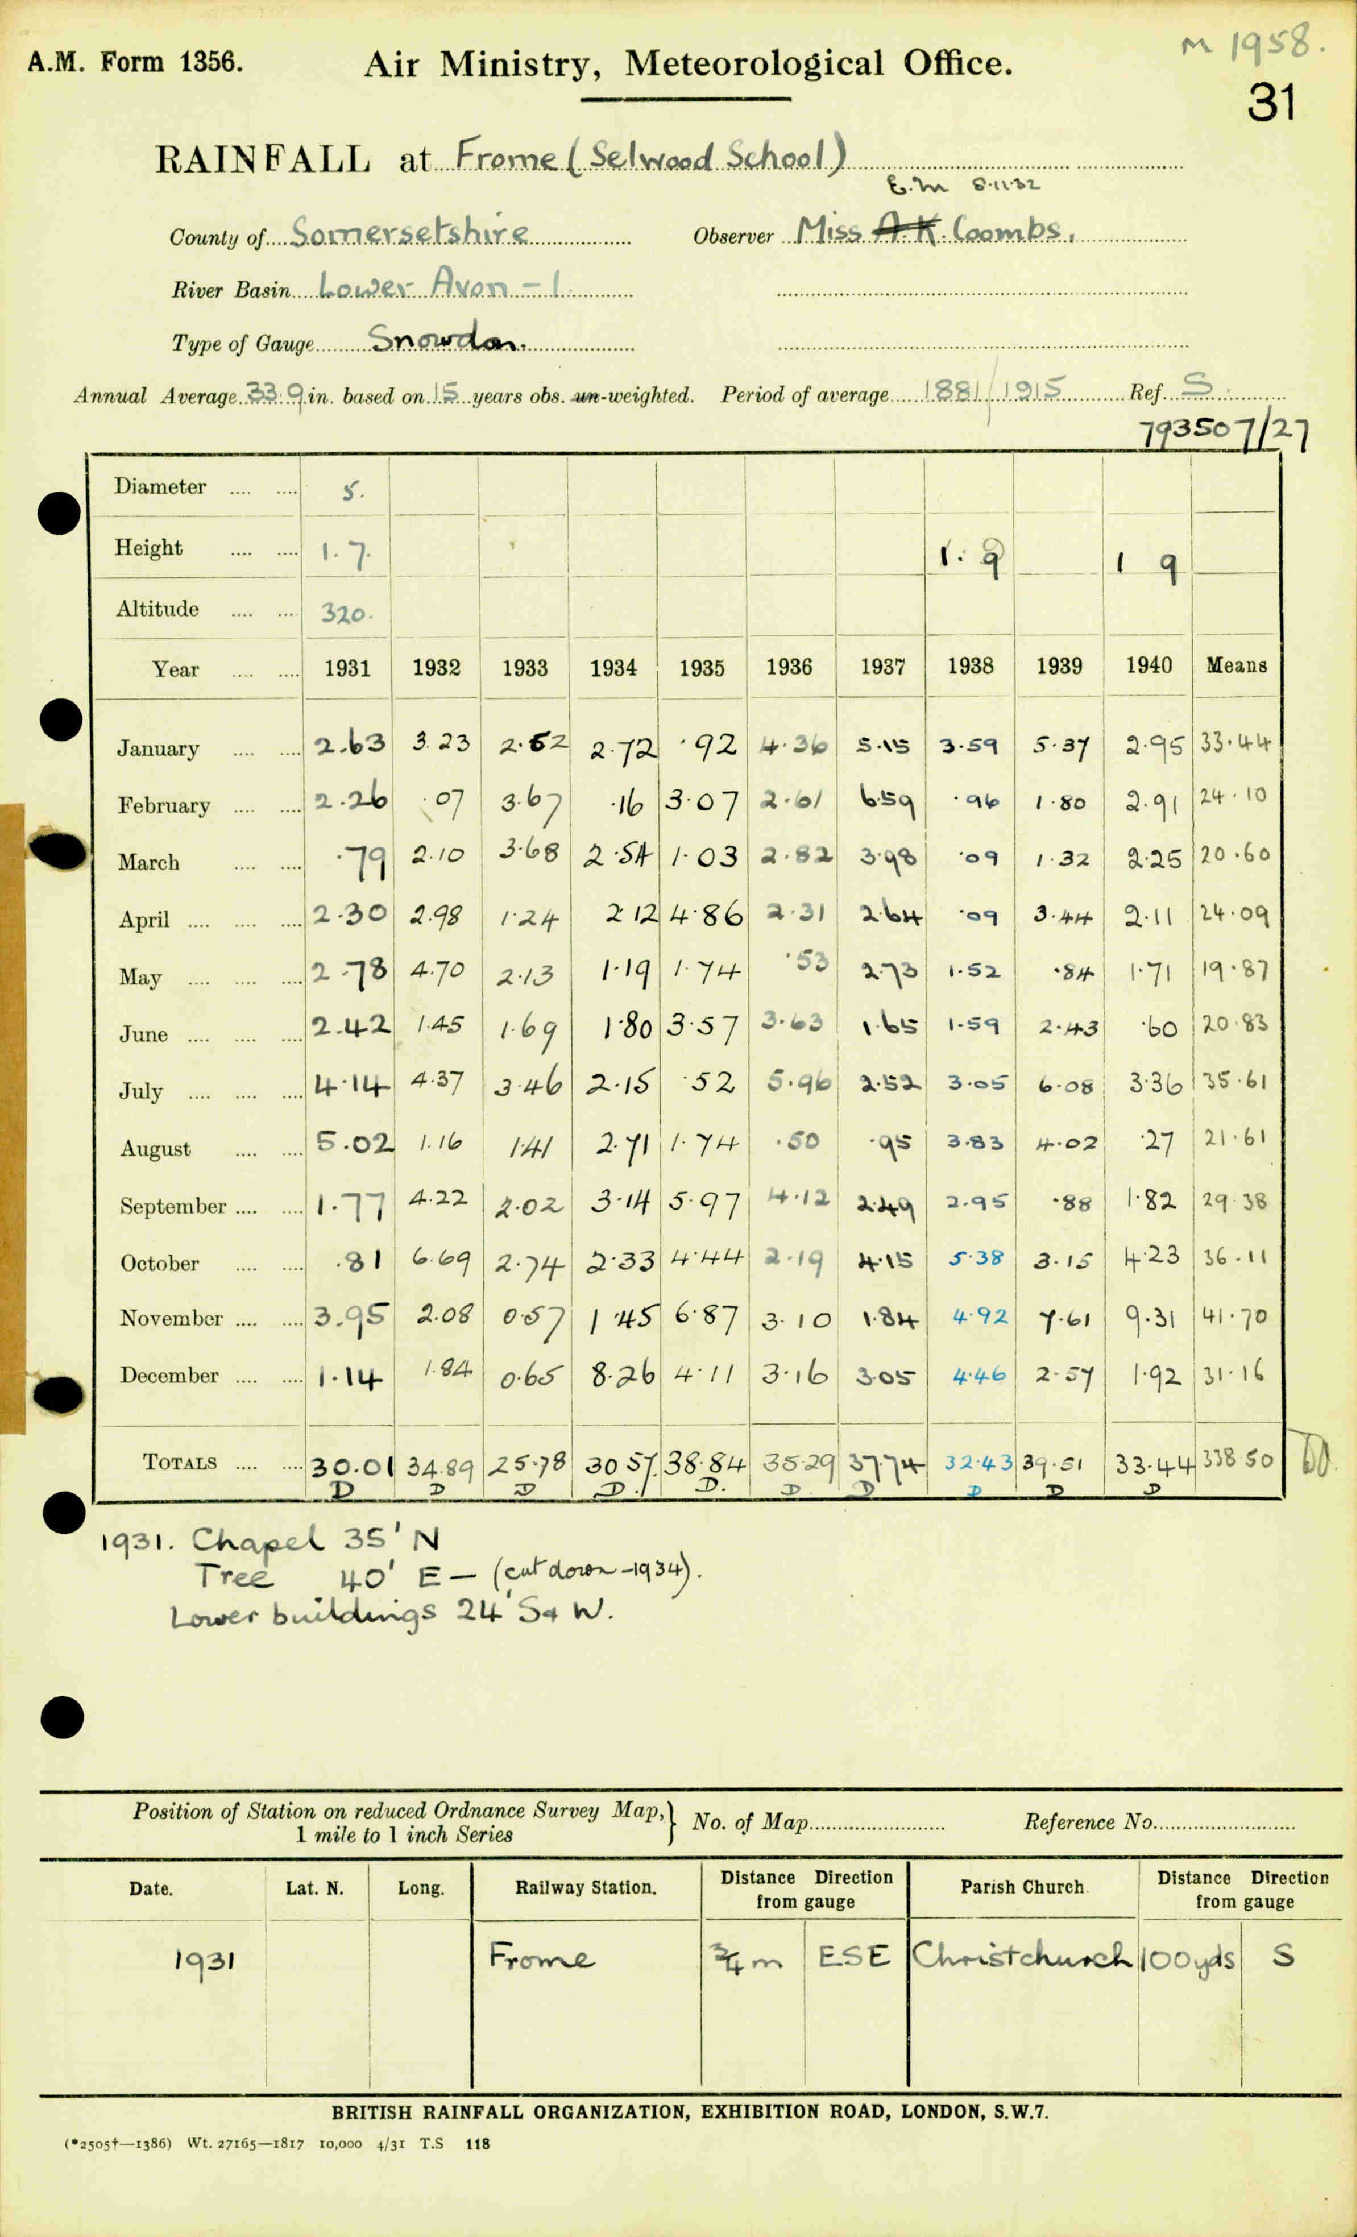 M 1958.
A.M. Form 1356. Air Ministry, Meteorological Office.
31
RAINFALL at Frome (Selwood School)
E.M 8.11.32
County of Somersetshire Observer Miss A.K. Coombs.
River Basin Lower Avon - 1
Type of Gauge Snowdon.
Annual Average 33.9 in. based on 15 years obs. un-weighted. Period of average 1881/1915 Ref. S.
793507/27
Diameter .... .... 5.
Height .... .... 1. 7. 1. 9 1 9
Altitude .... .... 320.
Year .... .... 1931 1932 1933 1934 1935 1936 1937 1938 1939 1940 Means
January .... .... 2.63 3.23 2.52 2.72 .92 4.36 5.15 3.59 5.37 2.95 33.44
February .... .... 2.26 .07 3.67 .16 3.07 2.61 6.59 .96 1.80 2.91 24.10
March .... .... .79 2.10 3.68 2.54 1.03 2.82 3.98 .09 1.32 2.25 20.60
April .... .... .... 2.30 2.98 1.24 2.12 4.86 2.31 2.64 .09 3.44 2.11 24.09
May .... .... .... 2.78 4.70 2.13 1.19 1.74 .53 2.73 1.52 .84 1.71 19.87
June .... .... .... 2.42 1.45 1.69 1.80 3.57 3.63 1.65 1.59 2.43 .60 20.83
July .... .... .... 4.14 4.37 3.46 2.15 .52 5.96 2.52 3.05 6.08 3.36 35.61
August .... .... 5.02 1.16 1.41 2.71 1.74 .50 .95 3.83 4.02 .27 21.61
September .... .... 1.77 4.22 2.02 3.14 5.97 4.12 2.49 2.95 .88 1.82 29.38
October .... .... .81 6.69 2.74 2.33 4.44 2.19 4.15 5.38 3.15 4.23 36.11
November .... .... 3.95 2.08 0.57 1.45 6.87 3.10 1.84 4.92 7.61 9.31 41.70
December .... .... 1.14 1.84 0.65 8.26 4.11 3.16 3.05 4.46 2.57 1.92 31.16
TOTALS .... .... 30.01 34.89 25.78 30.57 38.84 35.29 37.74 32.43 39.51 33.44 338.50
D D D D. D. D. D D D D
1931. Chapel 35' N
Tree 40' E — (cut down - 1934).
Lower buildings 24' S & W.
Position of Station on reduced Ordnance Survey Map, 1 mile to 1 inch Series } No. of Map Reference No.
Date. Lat. N. Long. Railway Station. Distance Direction from gauge Parish Church Distance Direction from gauge
1931 Frome 3/4 m ESE Christchurch 100 yds S
BRITISH RAINFALL ORGANIZATION, EXHIBITION ROAD, LONDON, S.W.7.
(*2505†—1386) Wt. 27165—1817 10,000 4/31 T.S 118